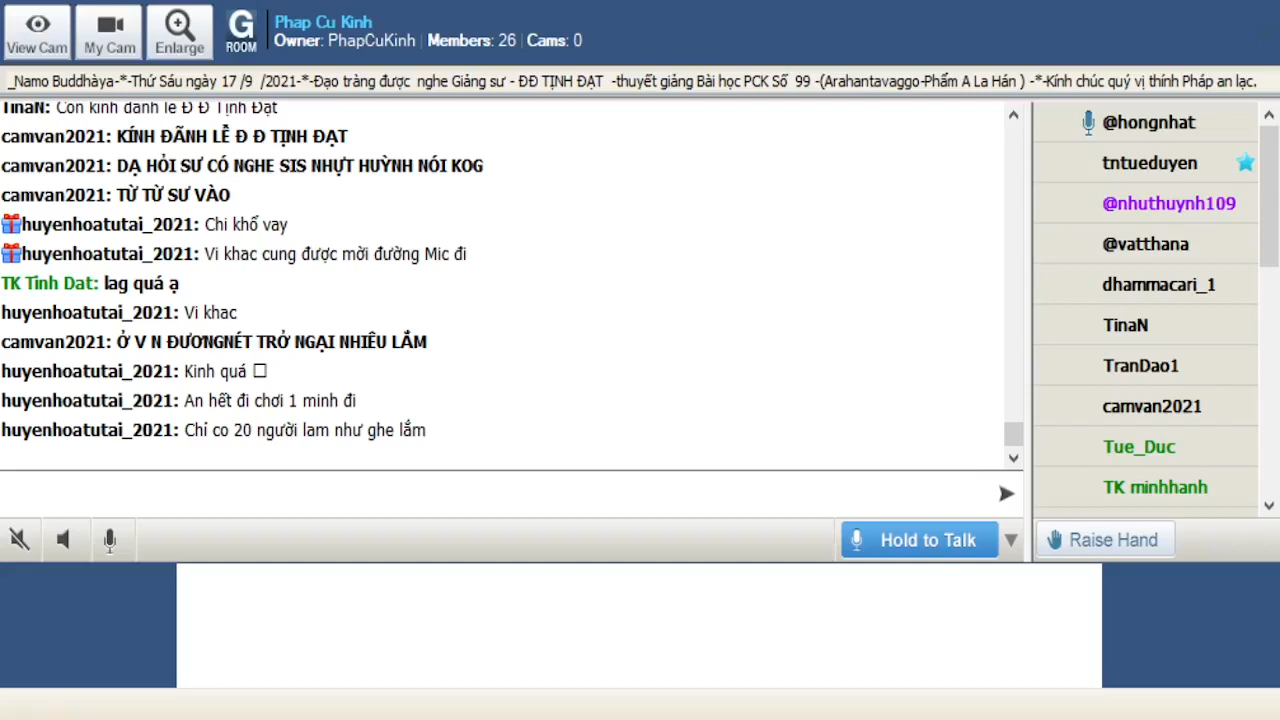 View Cam
My Cam
Enlarge
G
ROOM
Phap Cu Kinh
Owner: PhapCuKinh | Members: 26 | Cams: 0
_Namo Buddhàya-*-Thứ Sáu ngày 17 /9 /2021-*-Đạo tràng được nghe Giảng sư - ĐĐ TỊNH ĐẠT -thuyết giảng Bài học PCK Số 99 -(Arahantavaggo-Phẩm A La Hán ) -*-Kính chúc quý vị thính Pháp an lạc.
TinaN: Con kinh đảnh lễ Đ Đ Tịnh Đạt
camvan2021: KÍNH ĐÃNH LỄ Đ Đ TỊNH ĐẠT
camvan2021: DẠ HỎI SƯ CÓ NGHE SIS NHỰT HUỲNH NÓI KOG
camvan2021: TỪ TỪ SƯ VÀO
huyenhoatutai_2021: Chi khổ vay
huyenhoatutai_2021: Vi khac cung được mời đường Mic đi
TK Tinh Dat: lag quá ạ
huyenhoatutai_2021: Vi khac
camvan2021: Ở V N ĐƯƠNGNÉT TRỞ NGẠI NHIÊU LẮM
huyenhoatutai_2021: Kinh quá □
huyenhoatutai_2021: An hết đi chơi 1 minh đi
huyenhoatutai_2021: Chỉ co 20 người lam như ghe lắm
@hongnhat
tntueduyen
@nhuthuynh109
@vatthana
dhammacari_1
TinaN
TranDao1
camvan2021
Tue_Duc
TK minhhanh
Hold to Talk
Raise Hand